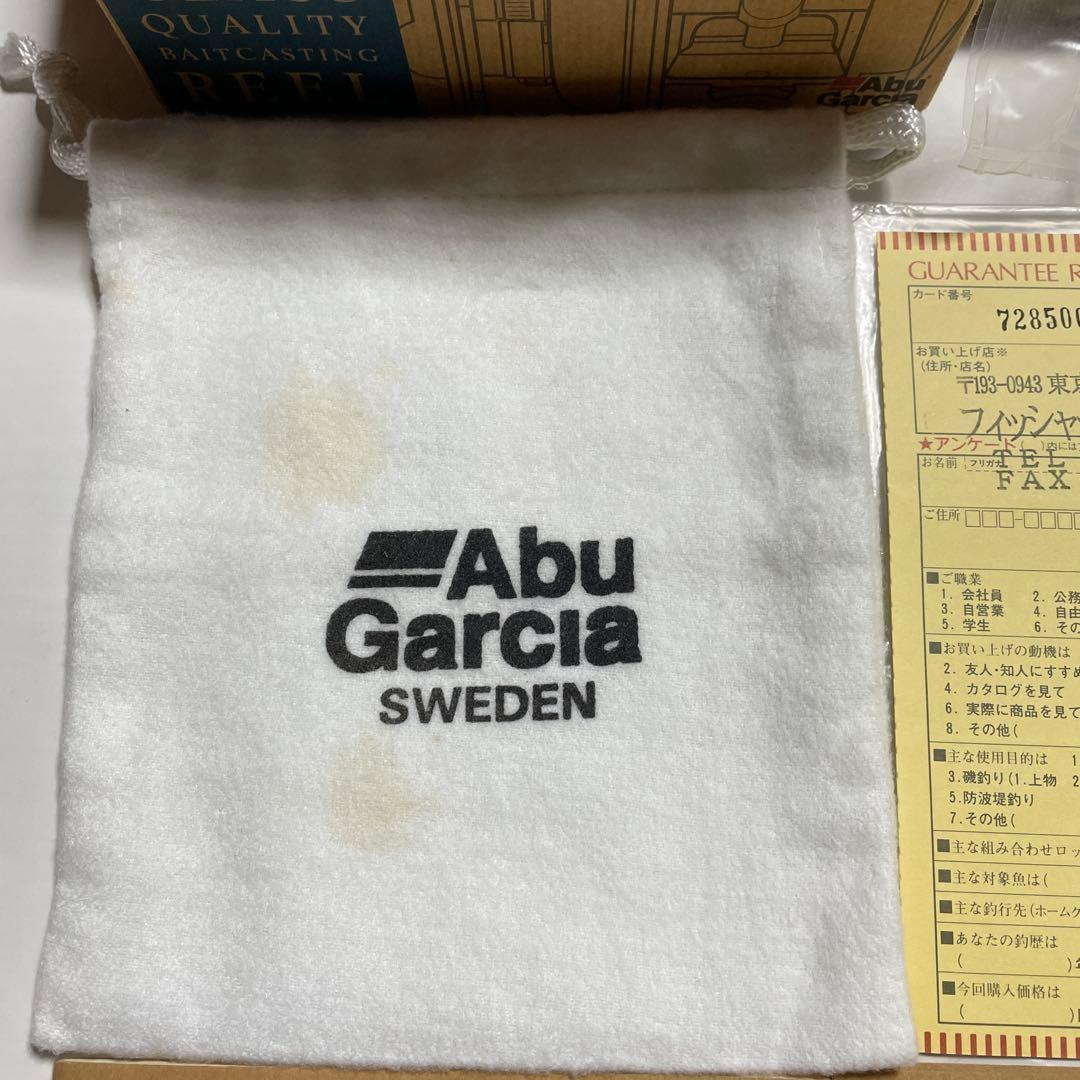 QUALITY
BAITCASTING
REEL
Abu
Garcia
Abu
Garcia
SWEDEN
GUARANTEE R
カード番号
72850
お買い上げ店※
(住所・店名)
〒193-0943 東京
フィッシャ
★アンケート( )内には
TEL
お名前 フリガナ
FAX
ご住所 □□□-□□□□
■ご職業
1. 会社員 2. 公務
3. 自営業 4. 自由
5. 学生 6. その
■お買い上げの動機は
2. 友人・知人にすすめ
4. カタログを見て
6. 実際に商品を見て
8. その他(
■主な使用目的は 1
3.磯釣り(1.上物 2
5.防波堤釣り
7.その他(
■主な組み合わせロッ
■主な対象魚は(
■主な釣行先(ホームゲ
■あなたの釣歴は
( )年
■今回購入価格は
( )